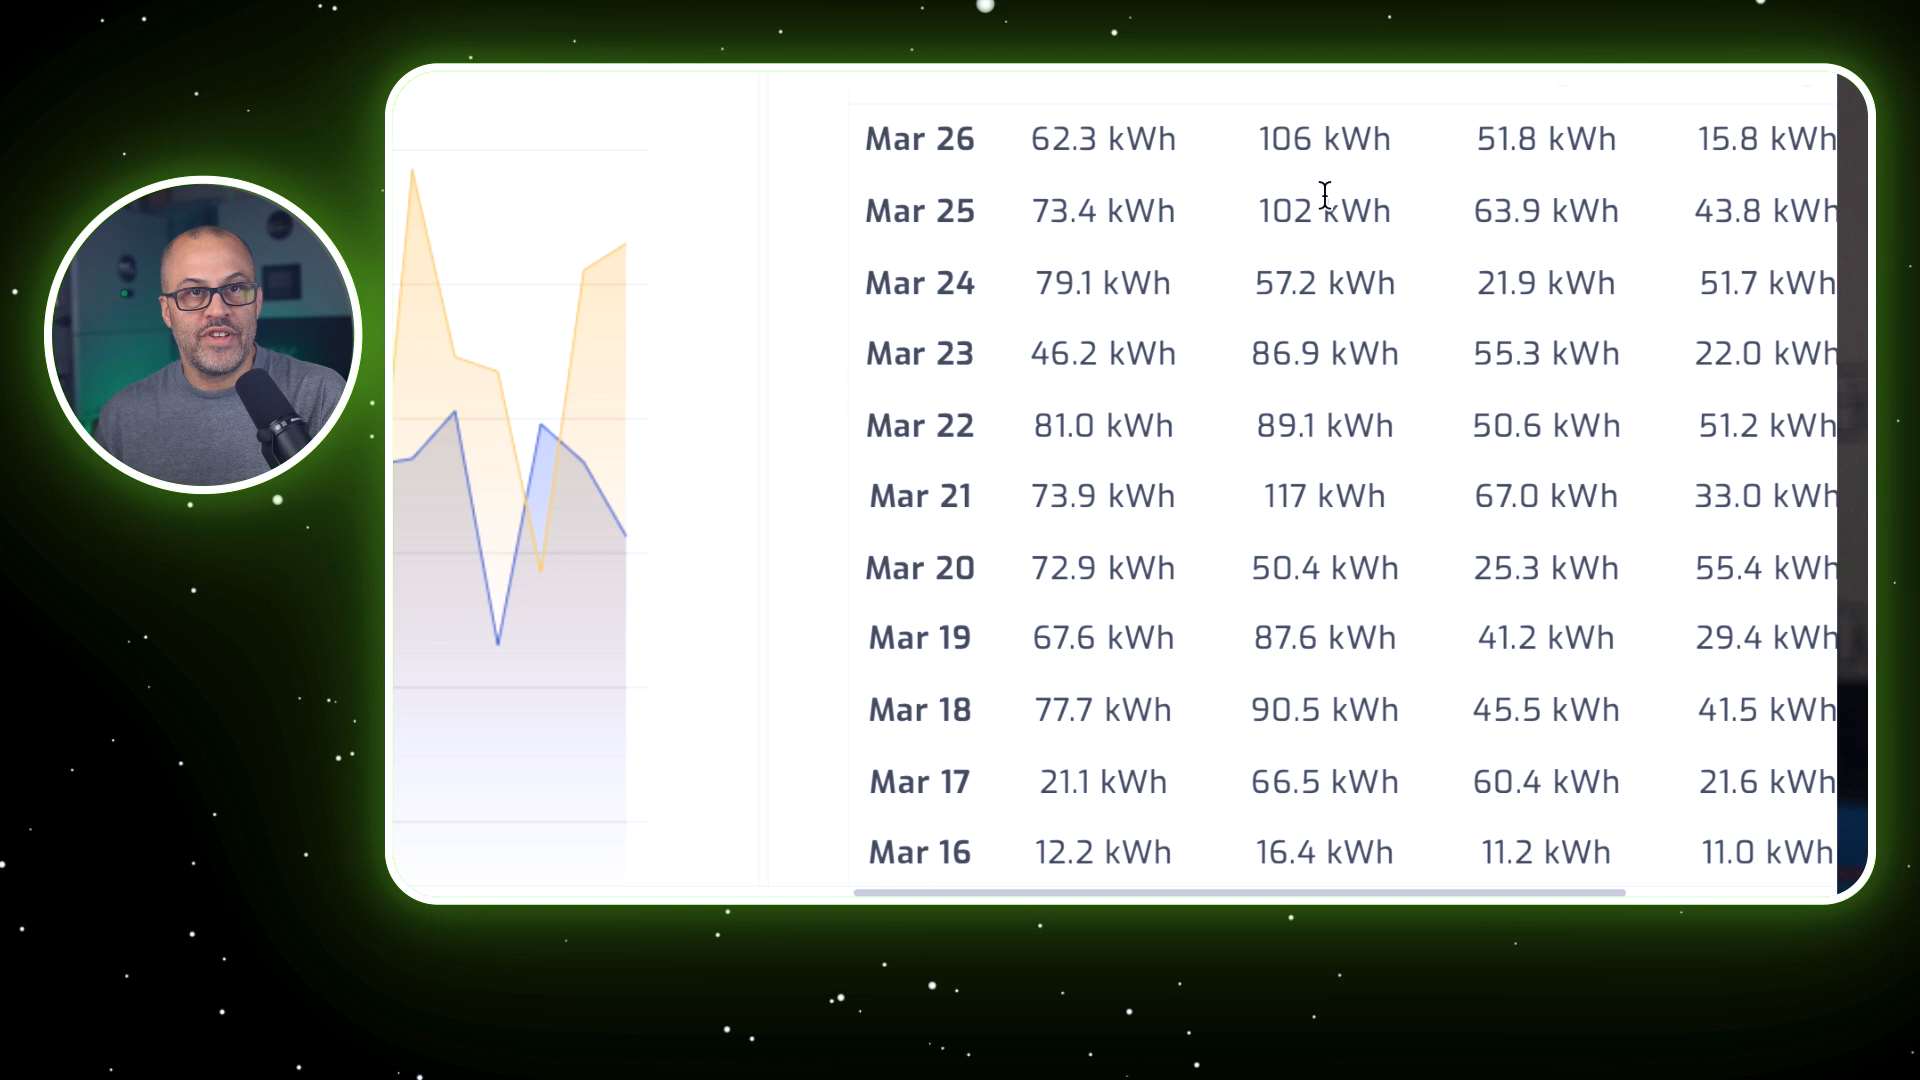 Mar 26 62.3 kWh 106 kWh 51.8 kWh 15.8 kWh
Mar 25 73.4 kWh 102 kWh 63.9 kWh 43.8 kWh
Mar 24 79.1 kWh 57.2 kWh 21.9 kWh 51.7 kWh
Mar 23 46.2 kWh 86.9 kWh 55.3 kWh 22.0 kWh
Mar 22 81.0 kWh 89.1 kWh 50.6 kWh 51.2 kWh
Mar 21 73.9 kWh 117 kWh 67.0 kWh 33.0 kWh
Mar 20 72.9 kWh 50.4 kWh 25.3 kWh 55.4 kWh
Mar 19 67.6 kWh 87.6 kWh 41.2 kWh 29.4 kWh
Mar 18 77.7 kWh 90.5 kWh 45.5 kWh 41.5 kWh
Mar 17 21.1 kWh 66.5 kWh 60.4 kWh 21.6 kWh
Mar 16 12.2 kWh 16.4 kWh 11.2 kWh 11.0 kWh